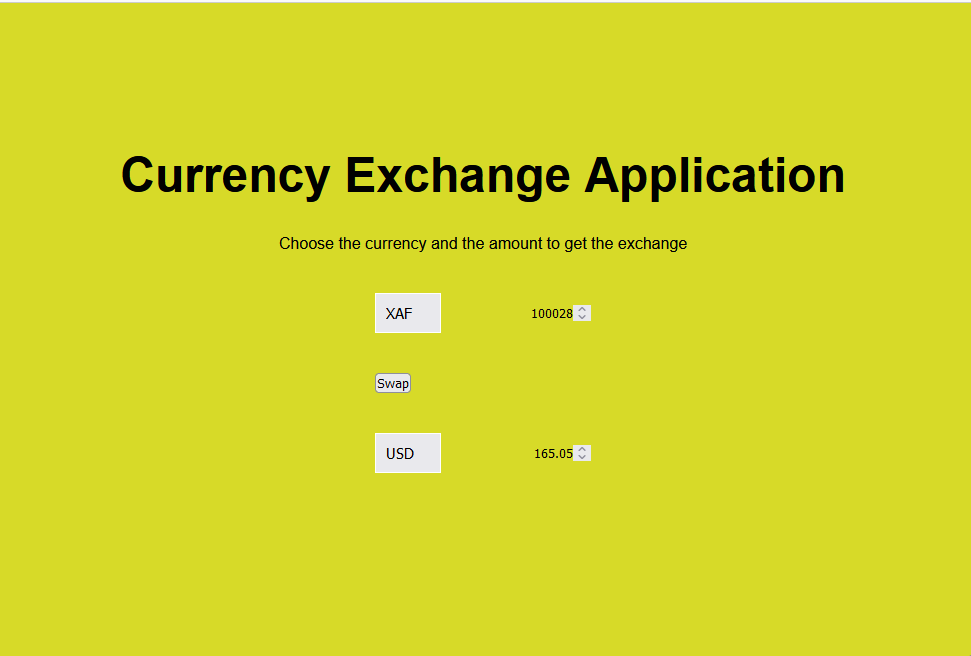 Currency Exchange Application
Choose the currency and the amount to get the exchange
XAF 100028
Swap
USD 165.05